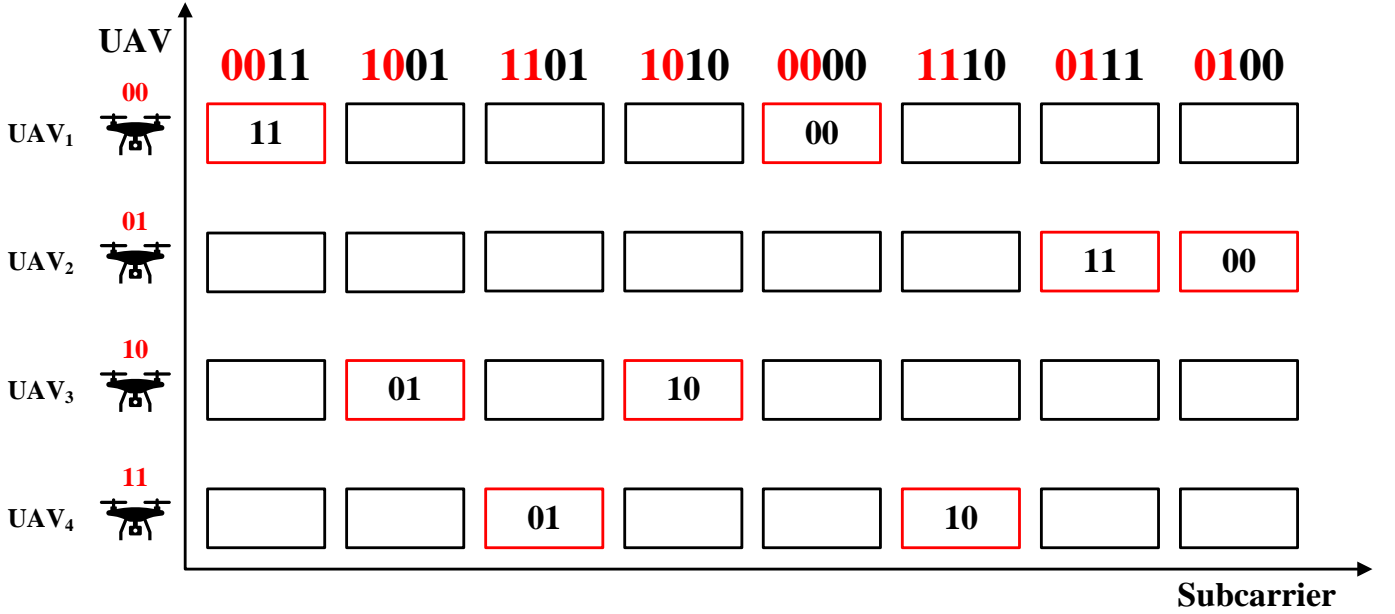 UAV
0011 1001 1101 1010 0000 1110 0111 0100
00
UAV₁ 11 00
01
UAV₂ 11 00
10
UAV₃ 01 10
11
UAV₄ 01 10
Subcarrier